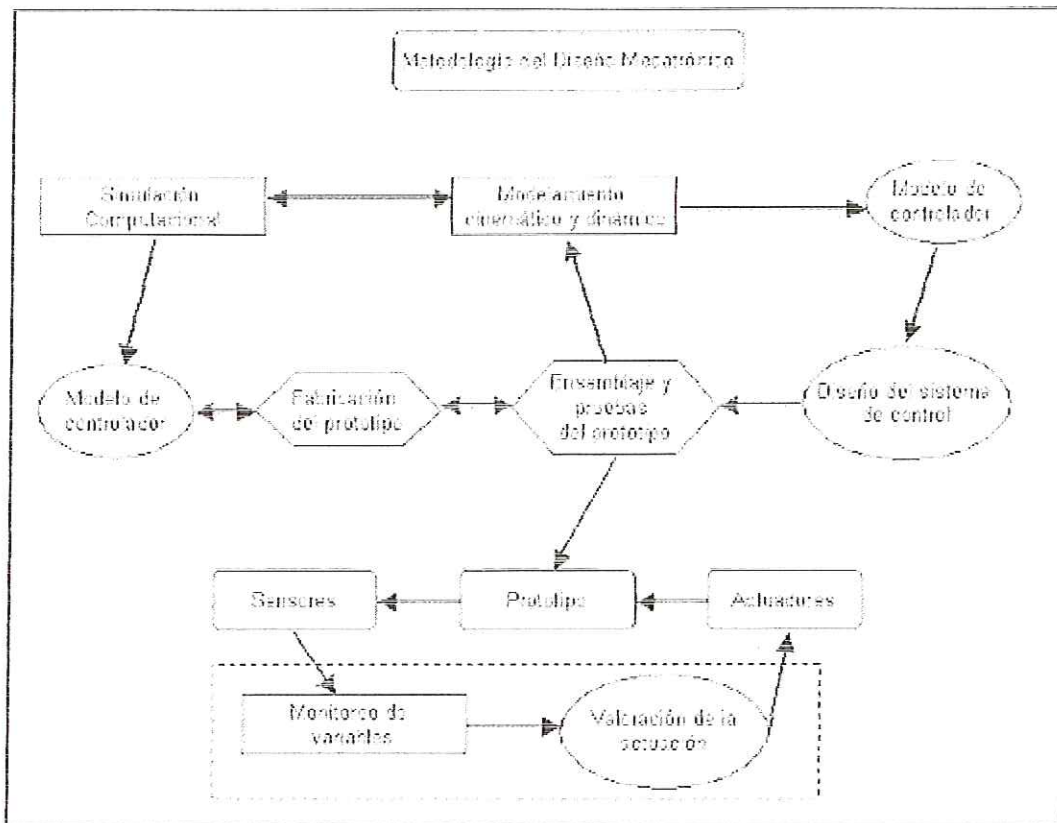 Metodología del Diseño Mecatrónico
Simulación
Computacional
Modelamiento
cinemático y dinámico
Modelo de
controlador
Modelo de
controlador
Fabricación
del prototipo
Ensamblaje y
pruebas
del prototipo
Diseño del sistema
de control
Sensores
Prototipo
Actuadores
Monitoreo de
variables
Valoración de la
actuación